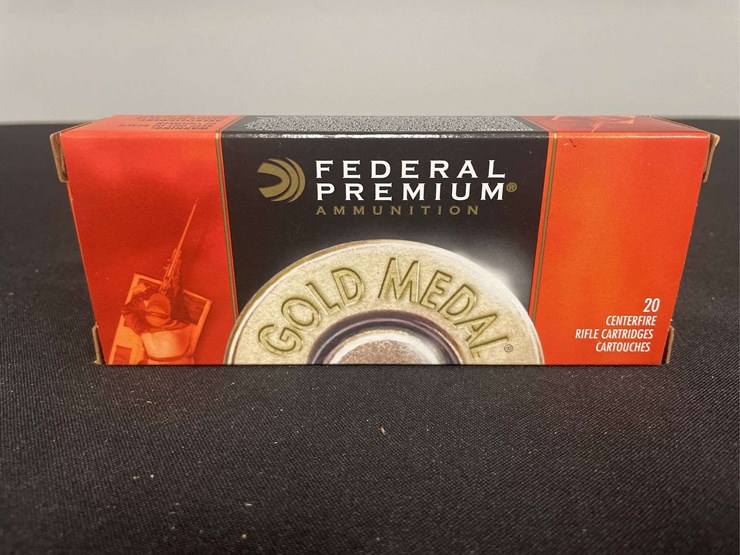 FEDERAL
PREMIUM®
AMMUNITION
GOLD MEDAL®
20
CENTERFIRE
RIFLE CARTRIDGES
CARTOUCHES